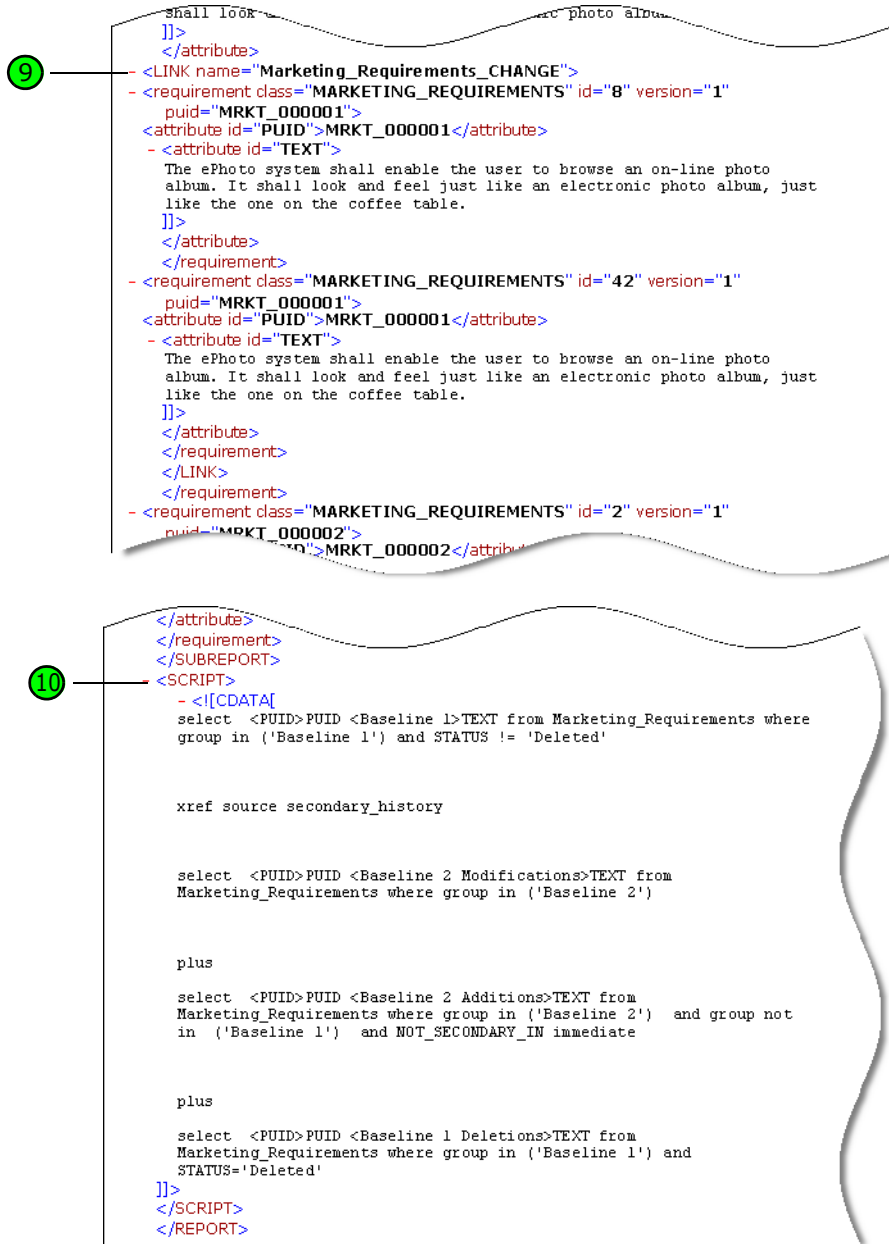 shall look photo album
]]>
</attribute>
9
- <LINK name="Marketing_Requirements_CHANGE">
- <requirement class="MARKETING_REQUIREMENTS" id="8" version="1"
puid="MRKT_000001">
<attribute id="PUID">MRKT_000001</attribute>
- <attribute id="TEXT">
The ePhoto system shall enable the user to browse an on-line photo
album. It shall look and feel just like an electronic photo album, just
like the one on the coffee table.
]]>
</attribute>
</requirement>
- <requirement class="MARKETING_REQUIREMENTS" id="42" version="1"
puid="MRKT_000001">
<attribute id="PUID">MRKT_000001</attribute>
- <attribute id="TEXT">
The ePhoto system shall enable the user to browse an on-line photo
album. It shall look and feel just like an electronic photo album, just
like the one on the coffee table.
]]>
</attribute>
</requirement>
</LINK>
</requirement>
- <requirement class="MARKETING_REQUIREMENTS" id="2" version="1"
puid="MRKT_000002">
">MRKT_000002</attribu
</attribute>
</requirement>
</SUBREPORT>
10
- <SCRIPT>
- <![CDATA[
select <PUID>PUID <Baseline 1>TEXT from Marketing_Requirements where
group in ('Baseline 1') and STATUS != 'Deleted'
xref source secondary_history
select <PUID>PUID <Baseline 2 Modifications>TEXT from
Marketing_Requirements where group in ('Baseline 2')
plus
select <PUID>PUID <Baseline 2 Additions>TEXT from
Marketing_Requirements where group in ('Baseline 2') and group not
in ('Baseline 1') and NOT_SECONDARY_IN immediate
plus
select <PUID>PUID <Baseline 1 Deletions>TEXT from
Marketing_Requirements where group in ('Baseline 1') and
STATUS='Deleted'
]]>
</SCRIPT>
</REPORT>